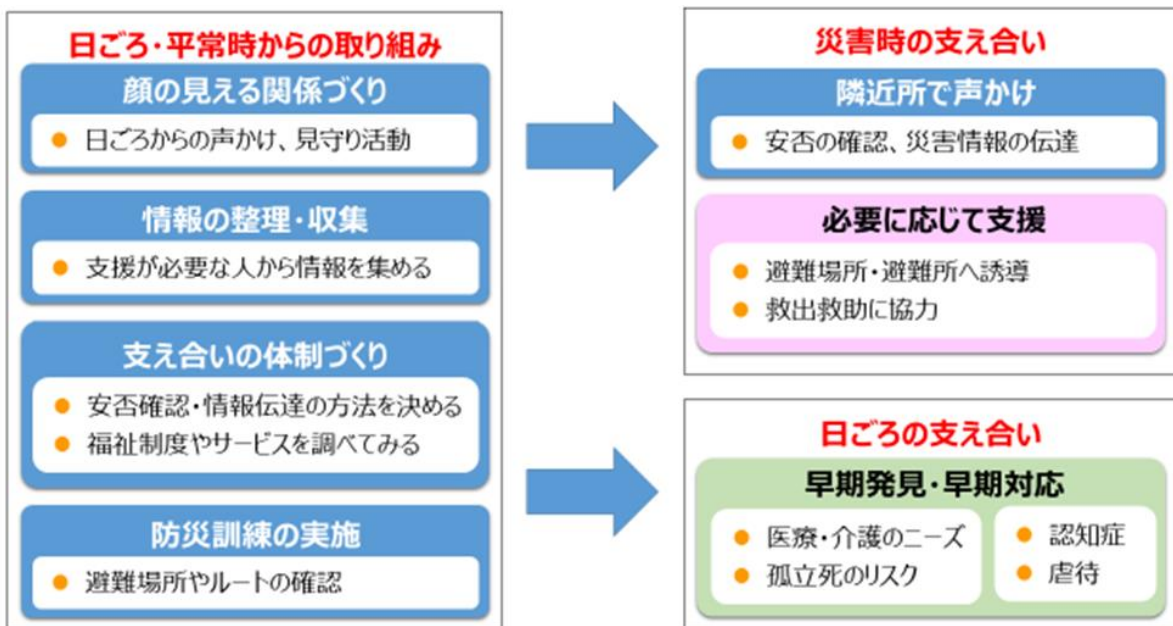 日ごろ・平常時からの取り組み
顔の見える関係づくり
● 日ごろからの声かけ、見守り活動
情報の整理・収集
● 支援が必要な人から情報を集める
支え合いの体制づくり
● 安否確認・情報伝達の方法を決める
● 福祉制度やサービスを調べてみる
防災訓練の実施
● 避難場所やルートの確認
災害時の支え合い
隣近所で声かけ
● 安否の確認、災害情報の伝達
必要に応じて支援
● 避難場所・避難所へ誘導
● 救出救助に協力
日ごろの支え合い
早期発見・早期対応
● 医療・介護のニーズ
● 孤立死のリスク
● 認知症
● 虐待